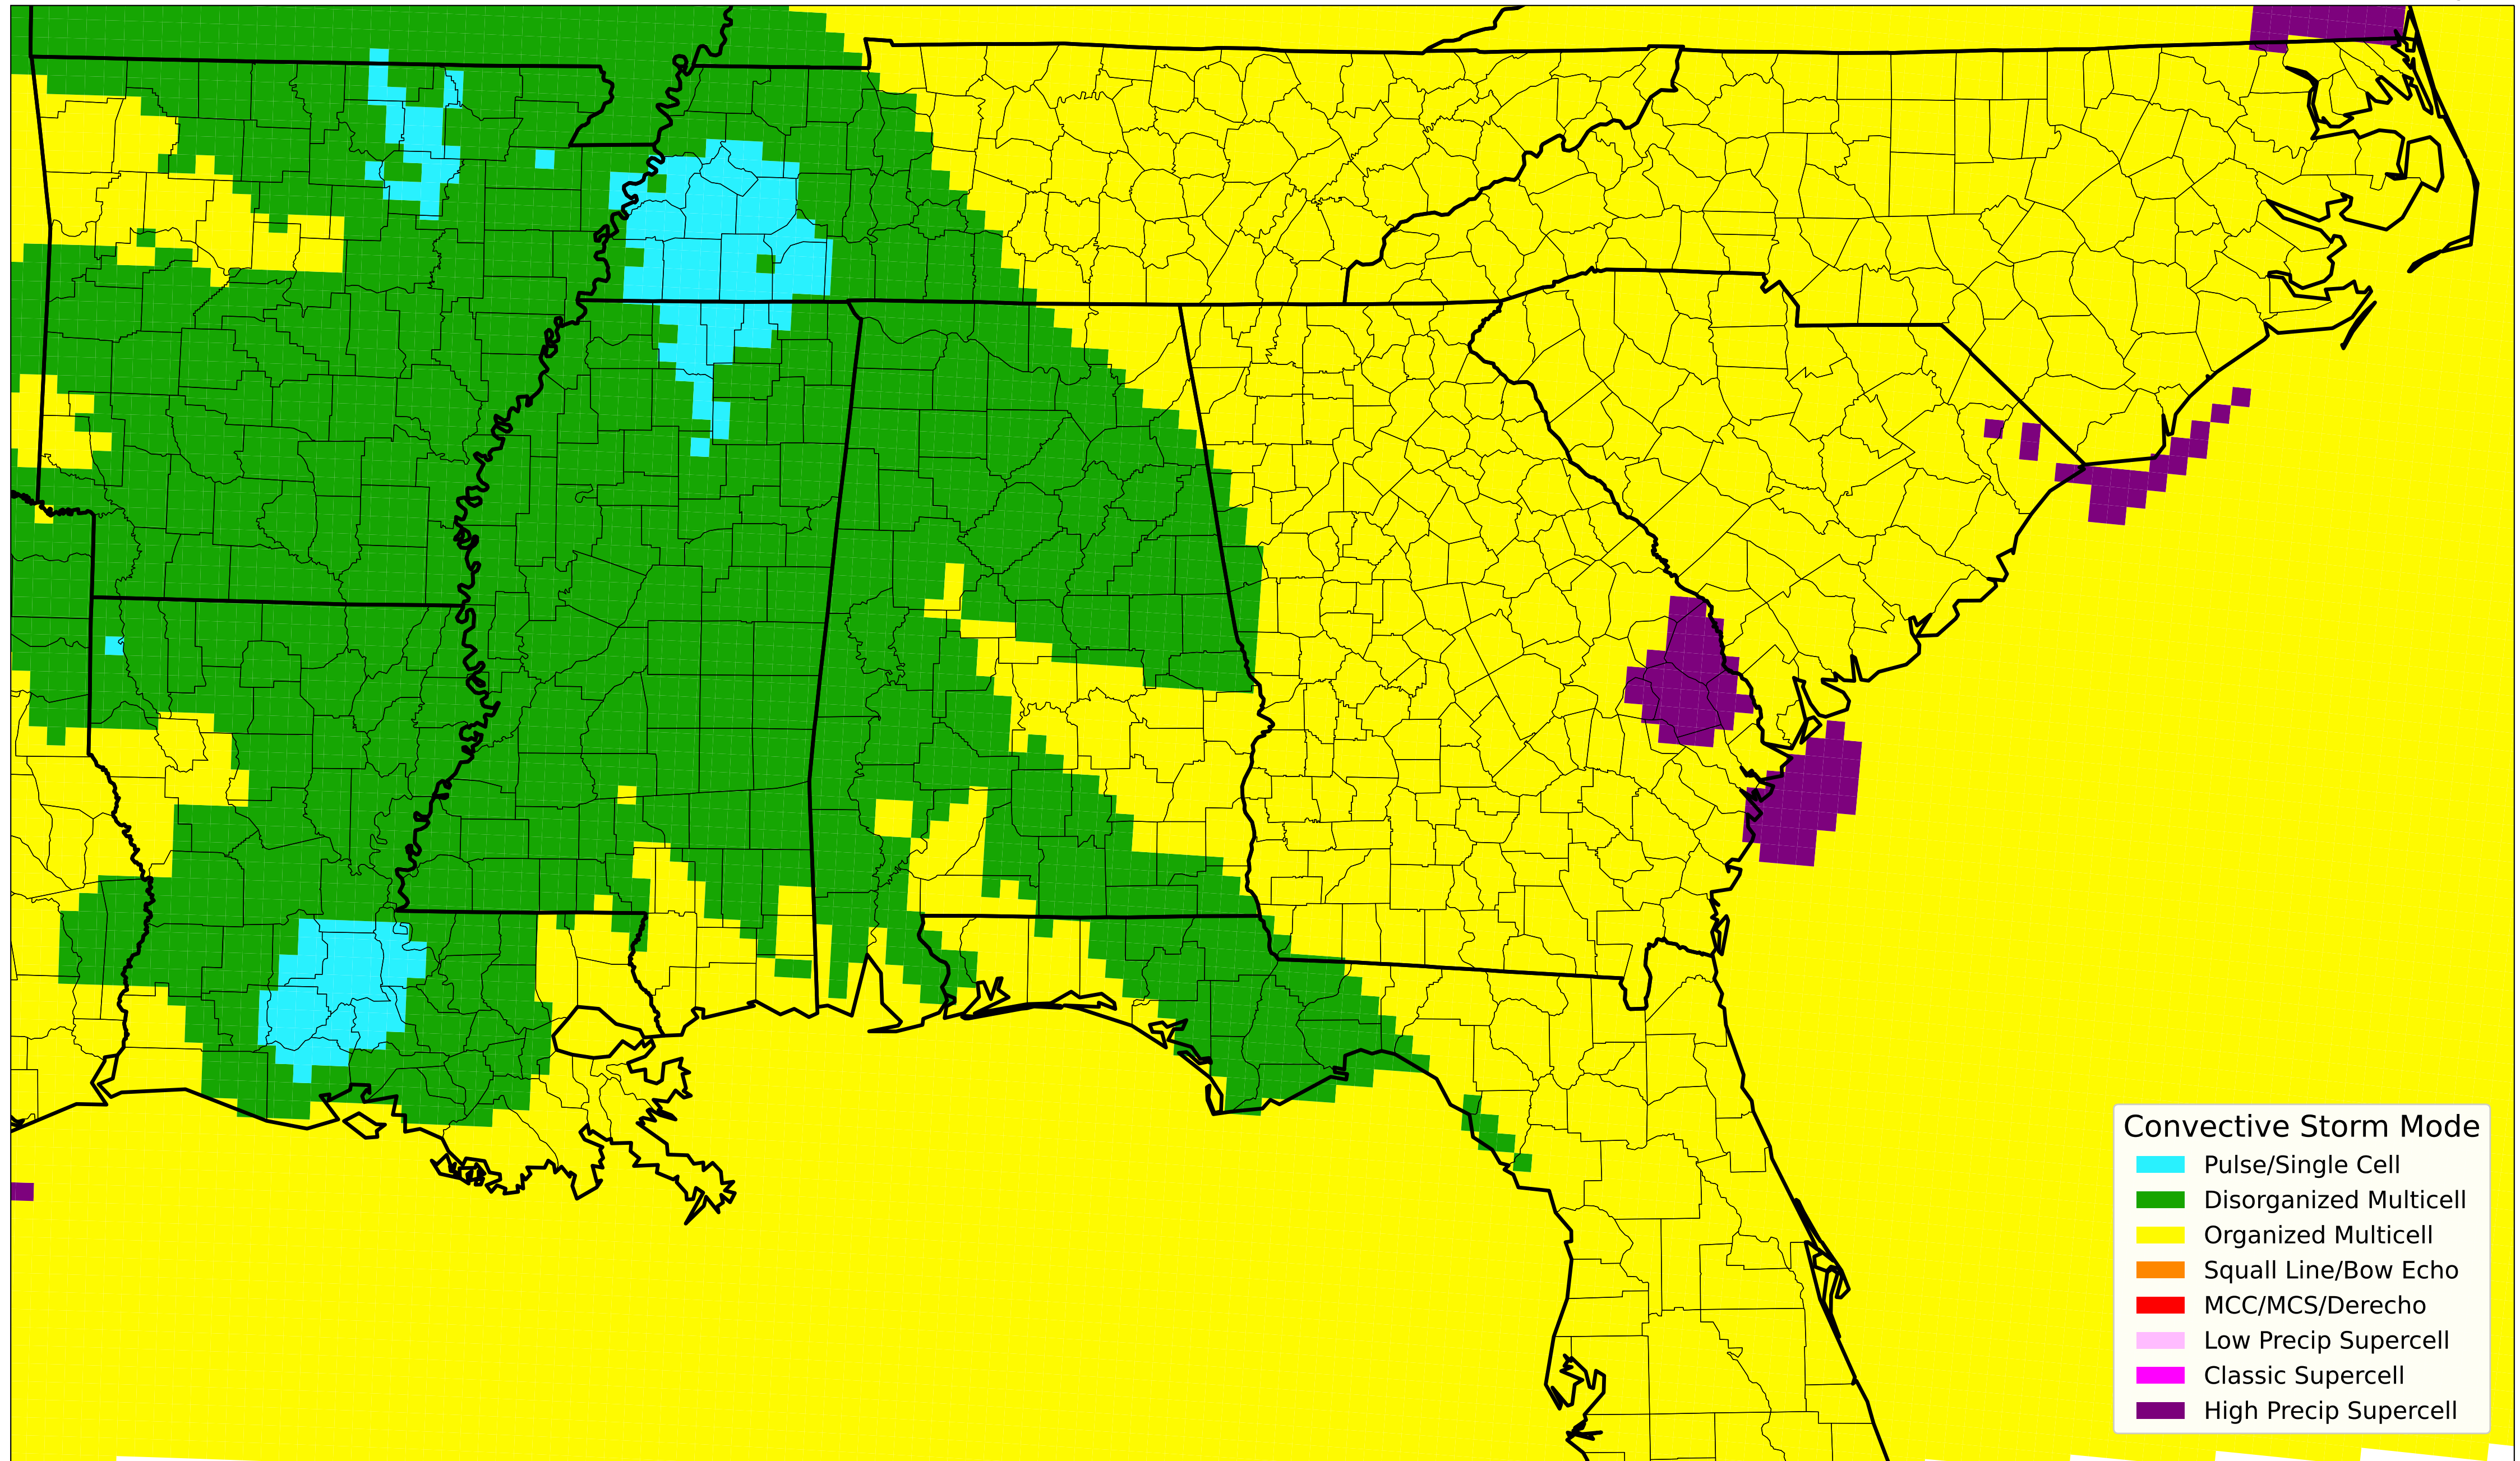 Convective Storm Mode
Pulse/Single Cell
Disorganized Multicell
Organized Multicell
Squall Line/Bow Echo
MCC/MCS/Derecho
Low Precip Supercell
Classic Supercell
High Precip Supercell